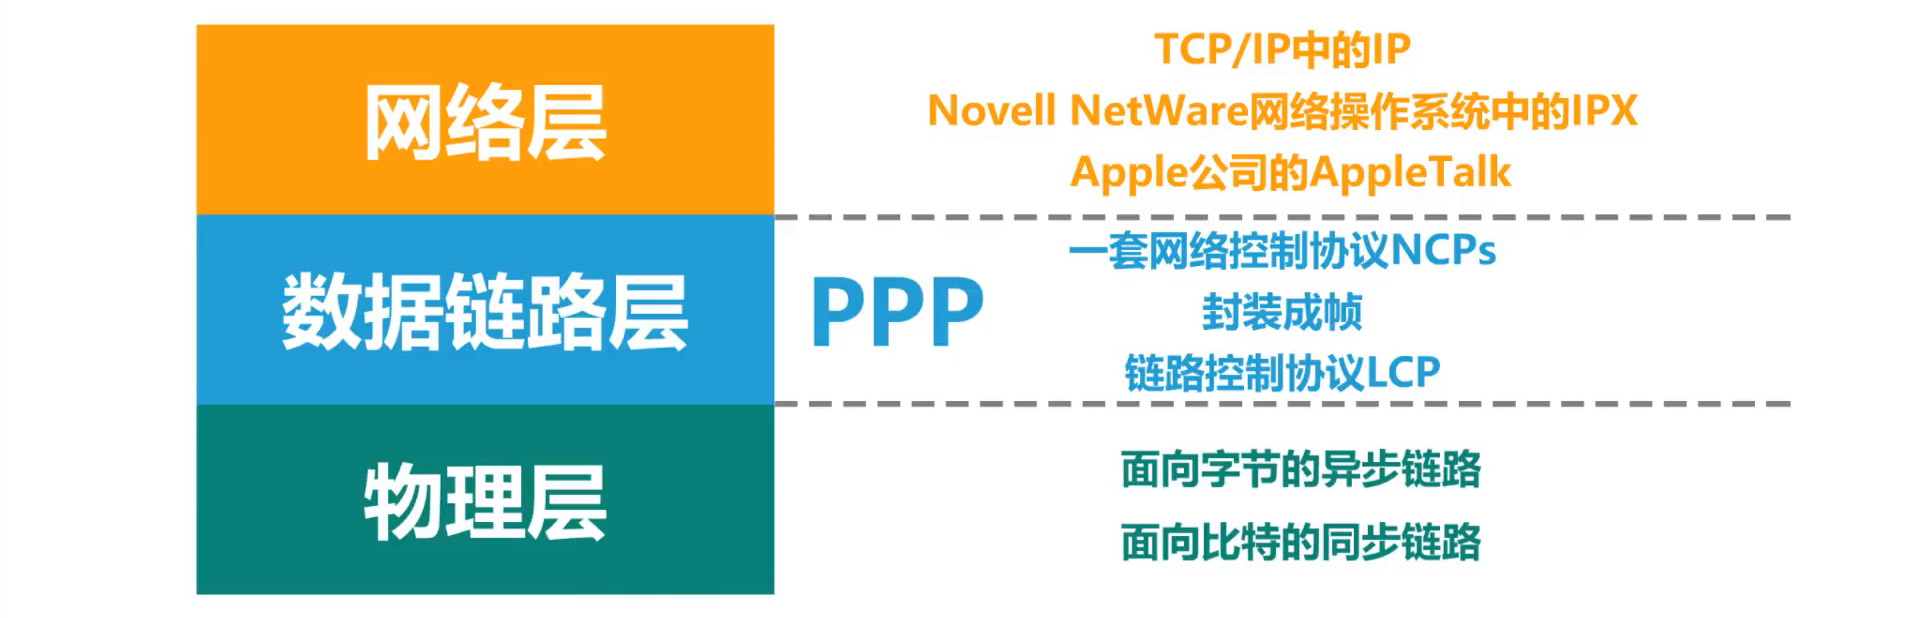 网络层
TCP/IP中的IP
Novell NetWare网络操作系统中的IPX
Apple公司的AppleTalk
数据链路层
PPP
一套网络控制协议NCPs
封装成帧
链路控制协议LCP
物理层
面向字节的异步链路
面向比特的同步链路